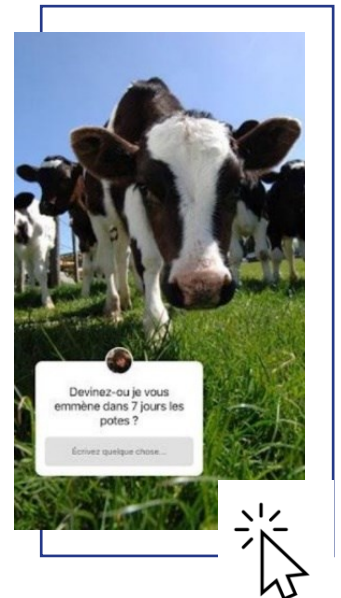 Devinez-ou je vous
emmène dans 7 jours les
potes ?
Écrivez quelque chose...